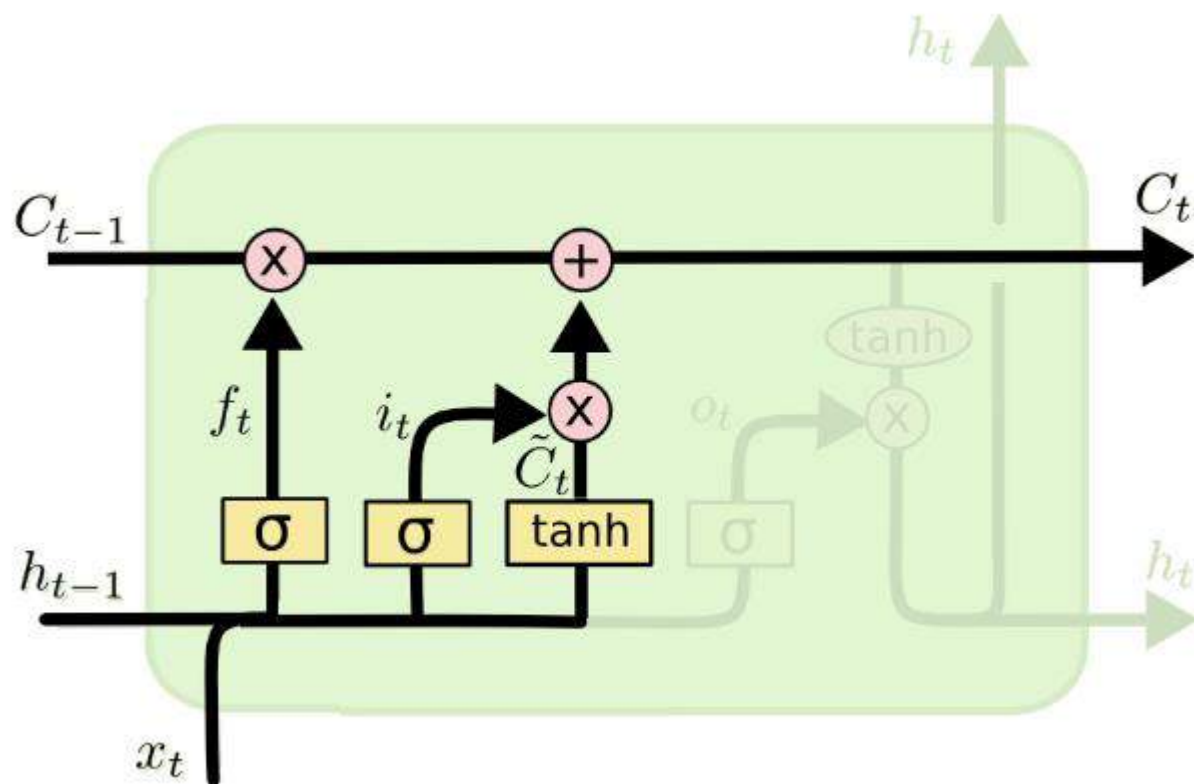 h_t
C_{t-1}
C_t
x
+
tanh
f_t
i_t
x
o_t
x
C̃_t
σ
σ
tanh
σ
h_{t-1}
h_t
x_t